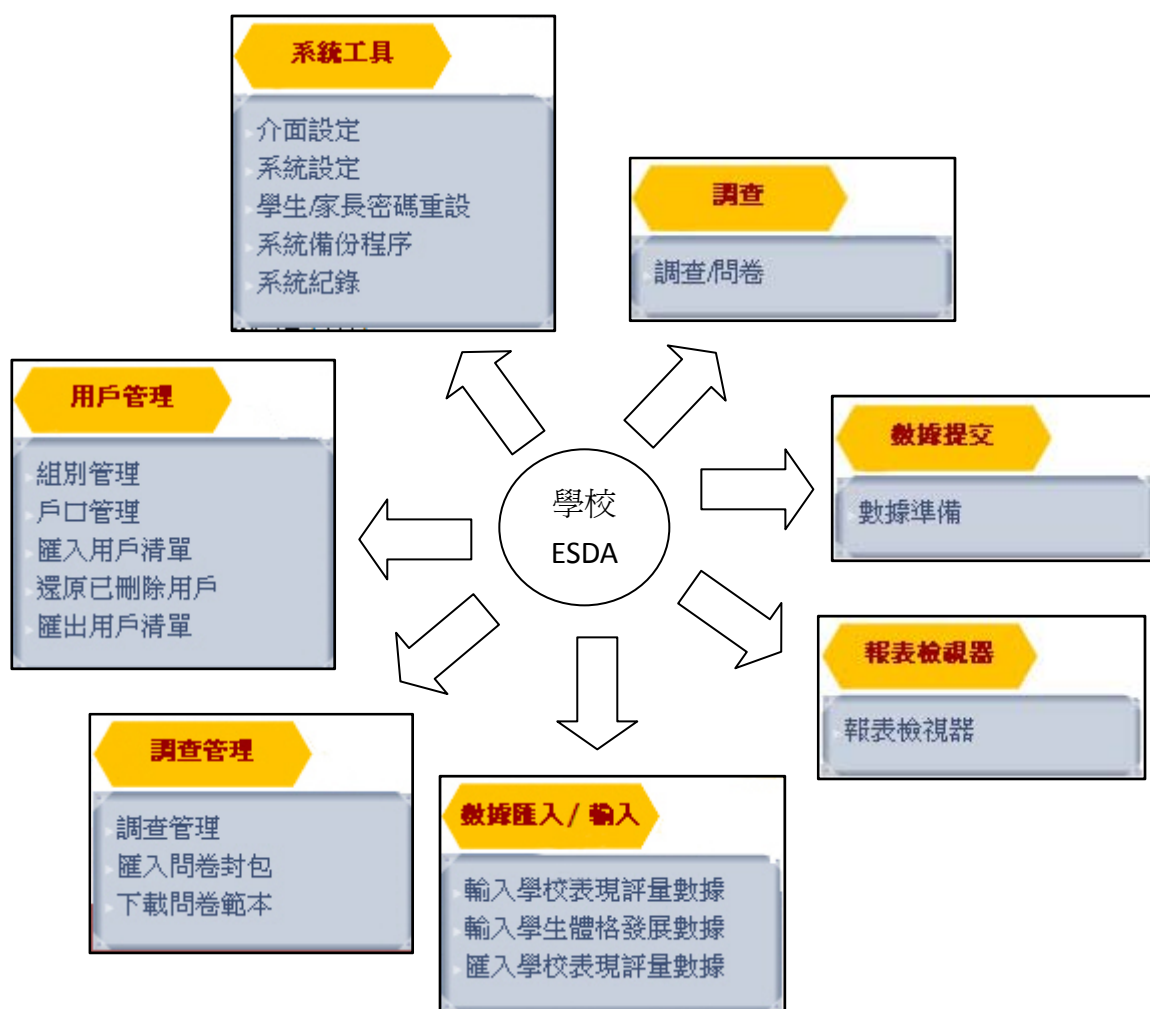 系統工具
介面設定
系統設定
學生/家長密碼重設
系統備份程序
系統紀錄
調查
調查/問卷
用戶管理
組別管理
戶口管理
匯入用戶清單
還原已刪除用戶
匯出用戶清單
學校
ESDA
數據提交
數據準備
報表檢視器
報表檢視器
調查管理
調查管理
匯入問卷封包
下載問卷範本
數據匯入 / 輸入
輸入學校表現評量數據
輸入學生體格發展數據
匯入學校表現評量數據